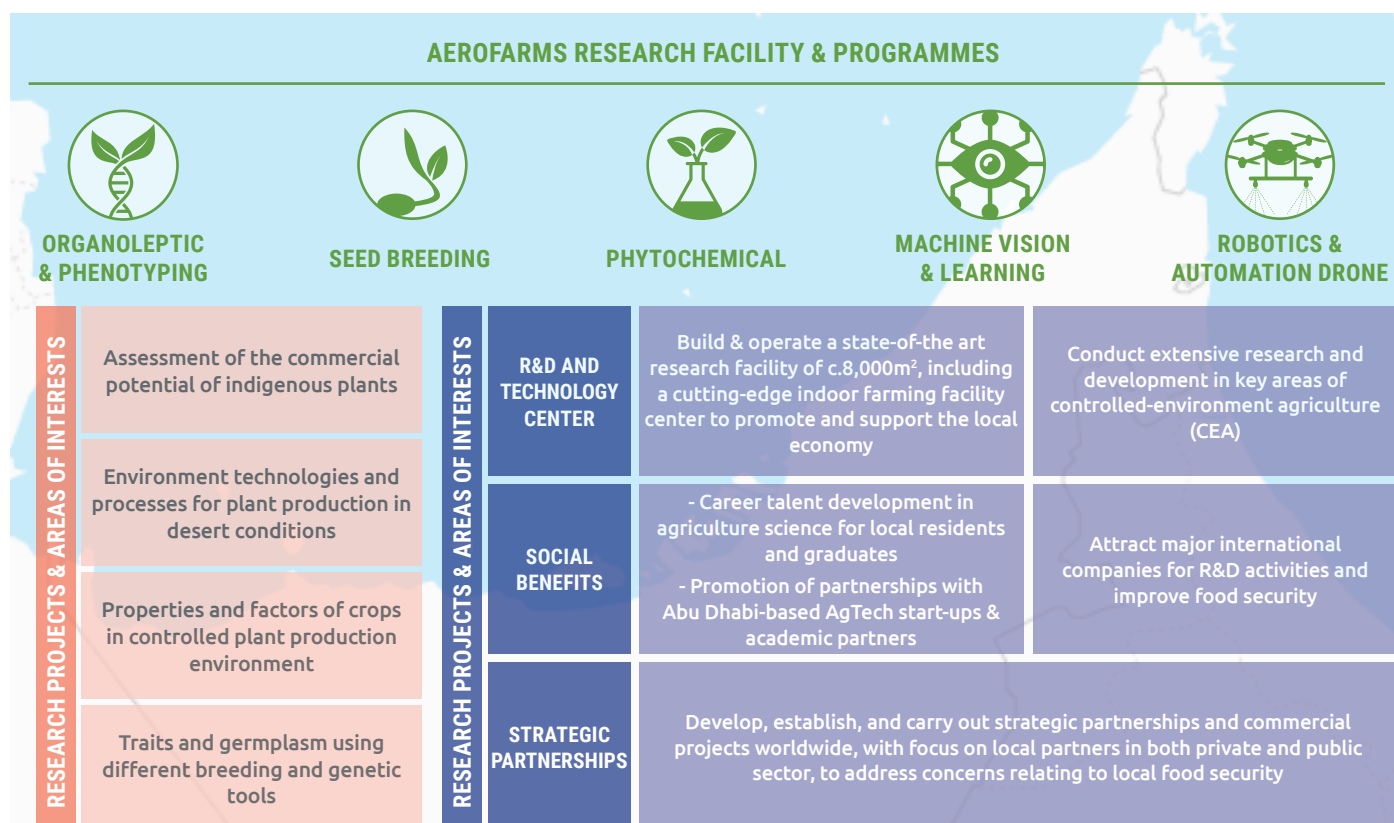 AEROFARMS RESEARCH FACILITY & PROGRAMMES
ORGANOLEPTIC
& PHENOTYPING
SEED BREEDING
PHYTOCHEMICAL
MACHINE VISION
& LEARNING
ROBOTICS &
AUTOMATION DRONE
RESEARCH PROJECTS & AREAS OF INTERESTS
Assessment of the commercial
potential of indigenous plants
Environment technologies and
processes for plant production in
desert conditions
Properties and factors of crops
in controlled plant production
environment
Traits and germplasm using
different breeding and genetic
tools
RESEARCH PROJECTS & AREAS OF INTERESTS
R&D AND
TECHNOLOGY
CENTER
Build & operate a state-of-the art
research facility of c.8,000m², including
a cutting-edge indoor farming facility
center to promote and support the local
economy
Conduct extensive research and
development in key areas of
controlled-environment agriculture
(CEA)
SOCIAL
BENEFITS
- Career talent development in
agriculture science for local residents
and graduates
- Promotion of partnerships with
Abu Dhabi-based AgTech start-ups &
academic partners
Attract major international
companies for R&D activities and
improve food security
STRATEGIC
PARTNERSHIPS
Develop, establish, and carry out strategic partnerships and commercial
projects worldwide, with focus on local partners in both private and public
sector, to address concerns relating to local food security